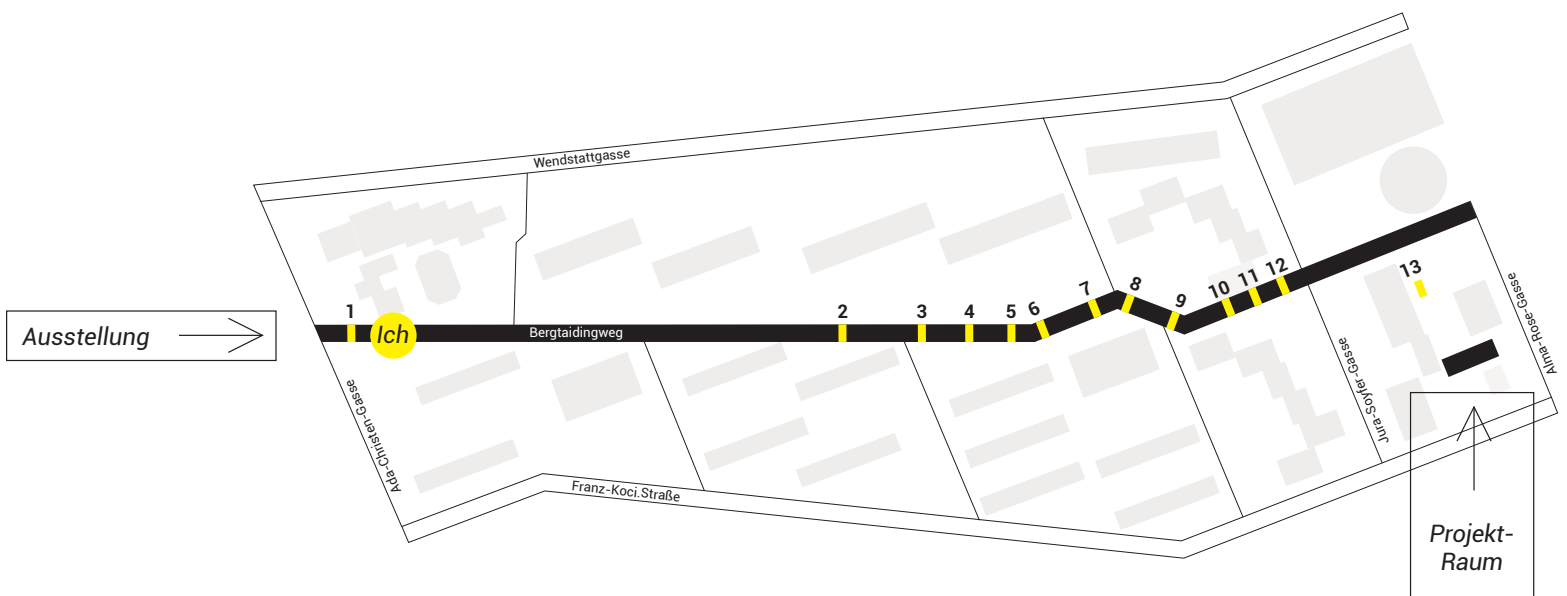 Wendstattgasse
Ausstellung
1
Ich
Bergtaidingweg
2
3
4
5
6
7
8
9
10
11
12
13
Ada-Christen-Gasse
Franz-Koci.Straße
Jura-Soyfer-Gasse
Alma-Rose-Gasse
Projekt-
Raum